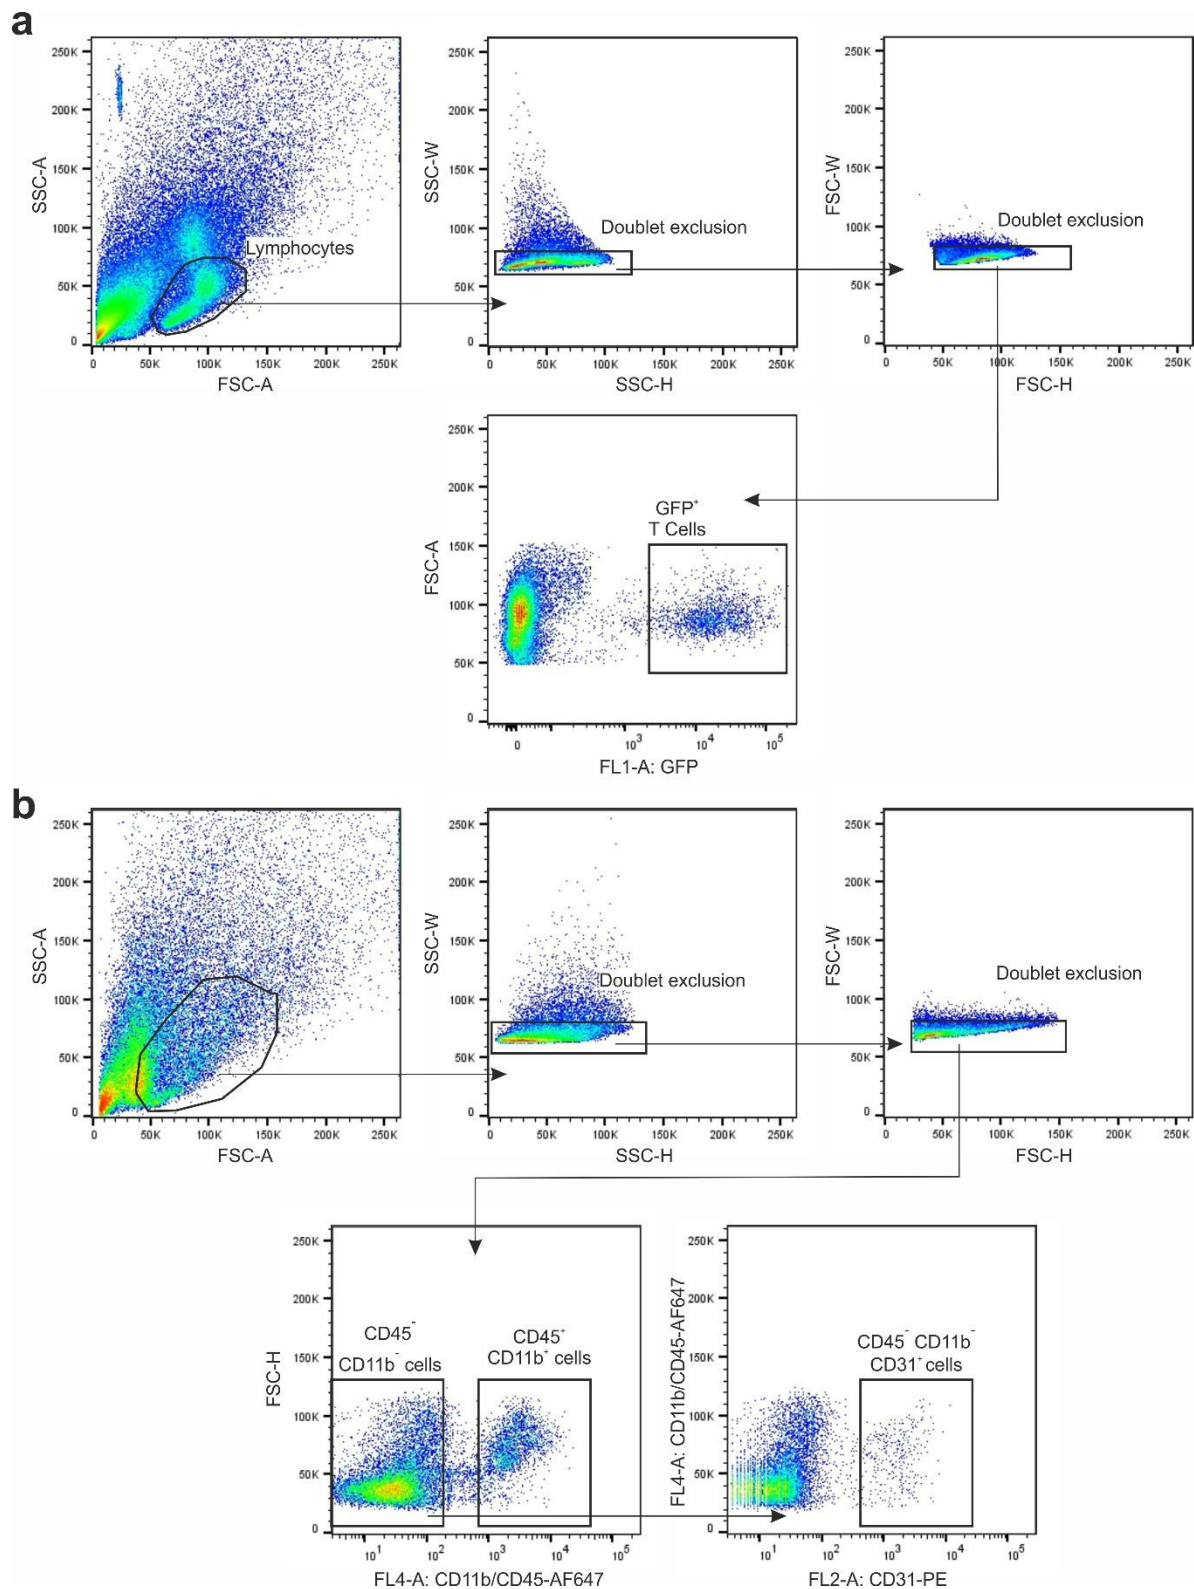 a
250K
200K
150K
100K
50K
0
SSC-A
0 50K 100K 150K 200K 250K
FSC-A
Lymphocytes
250K
200K
150K
100K
50K
0
SSC-W
0 50K 100K 150K 200K 250K
SSC-H
Doublet exclusion
250K
200K
150K
100K
50K
0
FSC-W
0 50K 100K 150K 200K 250K
FSC-H
Doublet exclusion
250K
200K
150K
100K
50K
0
FSC-A
GFP⁺
T Cells
0 10³ 10⁴ 10⁵
FL1-A: GFP
b
250K
200K
150K
100K
50K
0
SSC-A
0 50K 100K 150K 200K 250K
FSC-A
250K
200K
150K
100K
50K
0
SSC-W
0 50K 100K 150K 200K 250K
SSC-H
Doublet exclusion
250K
200K
150K
100K
50K
0
FSC-W
0 50K 100K 150K 200K 250K
FSC-H
Doublet exclusion
250K
200K
150K
100K
50K
0
FSC-H
CD45⁻
CD11b⁻ cells
CD45⁺
CD11b⁺ cells
10¹ 10² 10³ 10⁴ 10⁵
FL4-A: CD11b/CD45-AF647
250K
200K
150K
100K
50K
0
FL4-A: CD11b/CD45-AF647
CD45⁻ CD11b⁻
CD31⁺ cells
10¹ 10² 10³ 10⁴ 10⁵
FL2-A: CD31-PE